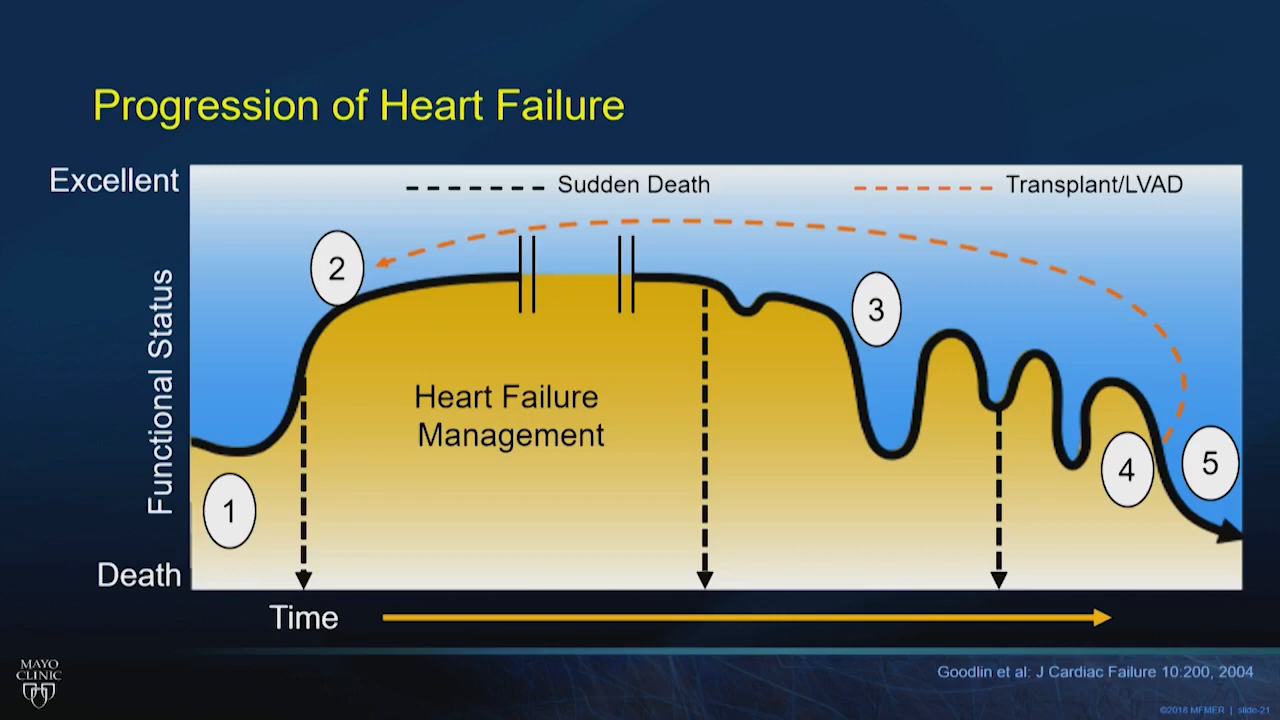 Progression of Heart Failure
Excellent
Sudden Death
Transplant/LVAD
2
3
Functional Status
Heart Failure
Management
1
4
5
Death
Time
MAYO
CLINIC
Goodlin et al: J Cardiac Failure 10:200, 2004
©2018 MFMER | slide-21